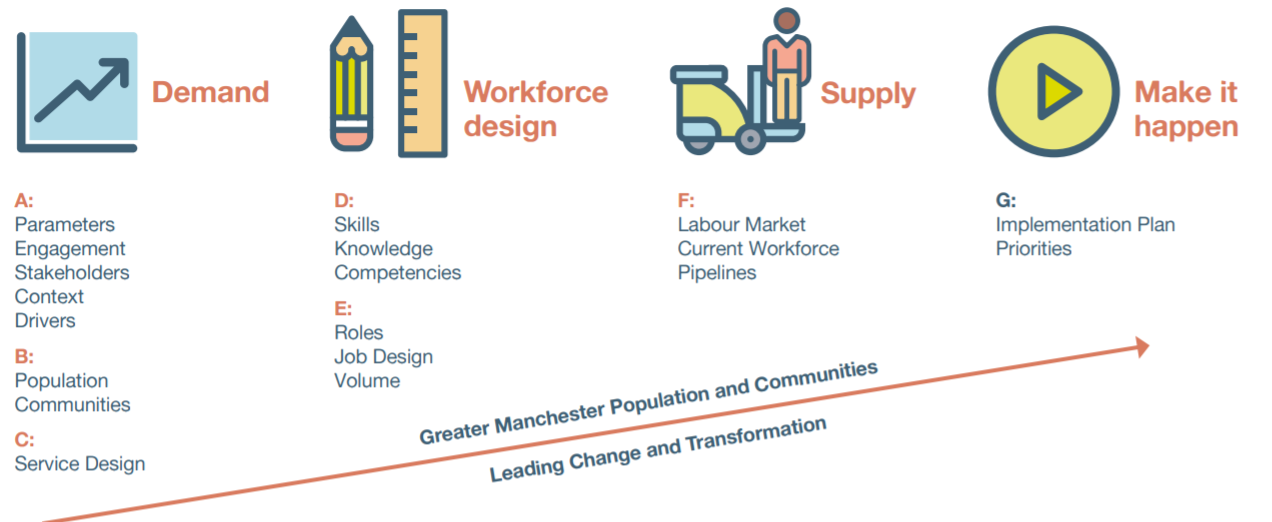 Demand
A:
Parameters
Engagement
Stakeholders
Context
Drivers
B:
Population
Communities
C:
Service Design
Workforce
design
D:
Skills
Knowledge
Competencies
E:
Roles
Job Design
Volume
Supply
F:
Labour Market
Current Workforce
Pipelines
Make it
happen
G:
Implementation Plan
Priorities
Greater Manchester Population and Communities
Leading Change and Transformation